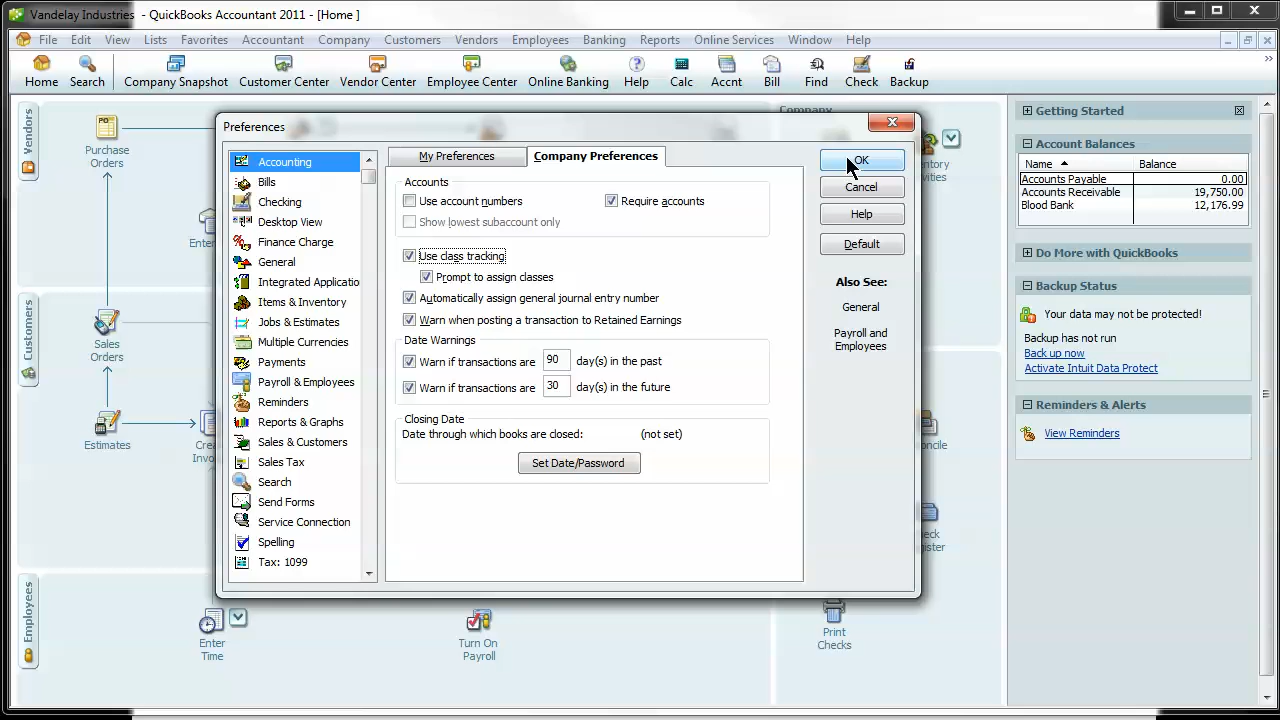 Vandelay Industries - QuickBooks Accountant 2011 - [Home ]
File Edit View Lists Favorites Accountant Company Customers Vendors Employees Banking Reports Online Services Window Help
Home Search Company Snapshot Customer Center Vendor Center Employee Center Online Banking Help Calc Accnt Bill Find Check Backup
Vendors
Purchase
Orders
Customers
Sales
Orders
Estimates
Employees
Enter
Time
Turn On
Payroll
Print
Checks
Company
Preferences
Accounting
Bills
Checking
Desktop View
Finance Charge
General
Integrated Applicatio
Items & Inventory
Jobs & Estimates
Multiple Currencies
Payments
Payroll & Employees
Reminders
Reports & Graphs
Sales & Customers
Sales Tax
Search
Send Forms
Service Connection
Spelling
Tax: 1099
My Preferences Company Preferences
Accounts
Use account numbers Require accounts
Show lowest subaccount only
Use class tracking
Prompt to assign classes
Automatically assign general journal entry number
Warn when posting a transaction to Retained Earnings
Date Warnings
Warn if transactions are 90 day(s) in the past
Warn if transactions are 30 day(s) in the future
Closing Date
Date through which books are closed: (not set)
Set Date/Password
OK
Cancel
Help
Default
Also See:
General
Payroll and
Employees
Getting Started
Account Balances
Name Balance
Accounts Payable 0.00
Accounts Receivable 19,750.00
Blood Bank 12,176.99
Do More with QuickBooks
Backup Status
Your data may not be protected!
Backup has not run
Back up now
Activate Intuit Data Protect
Reminders & Alerts
View Reminders